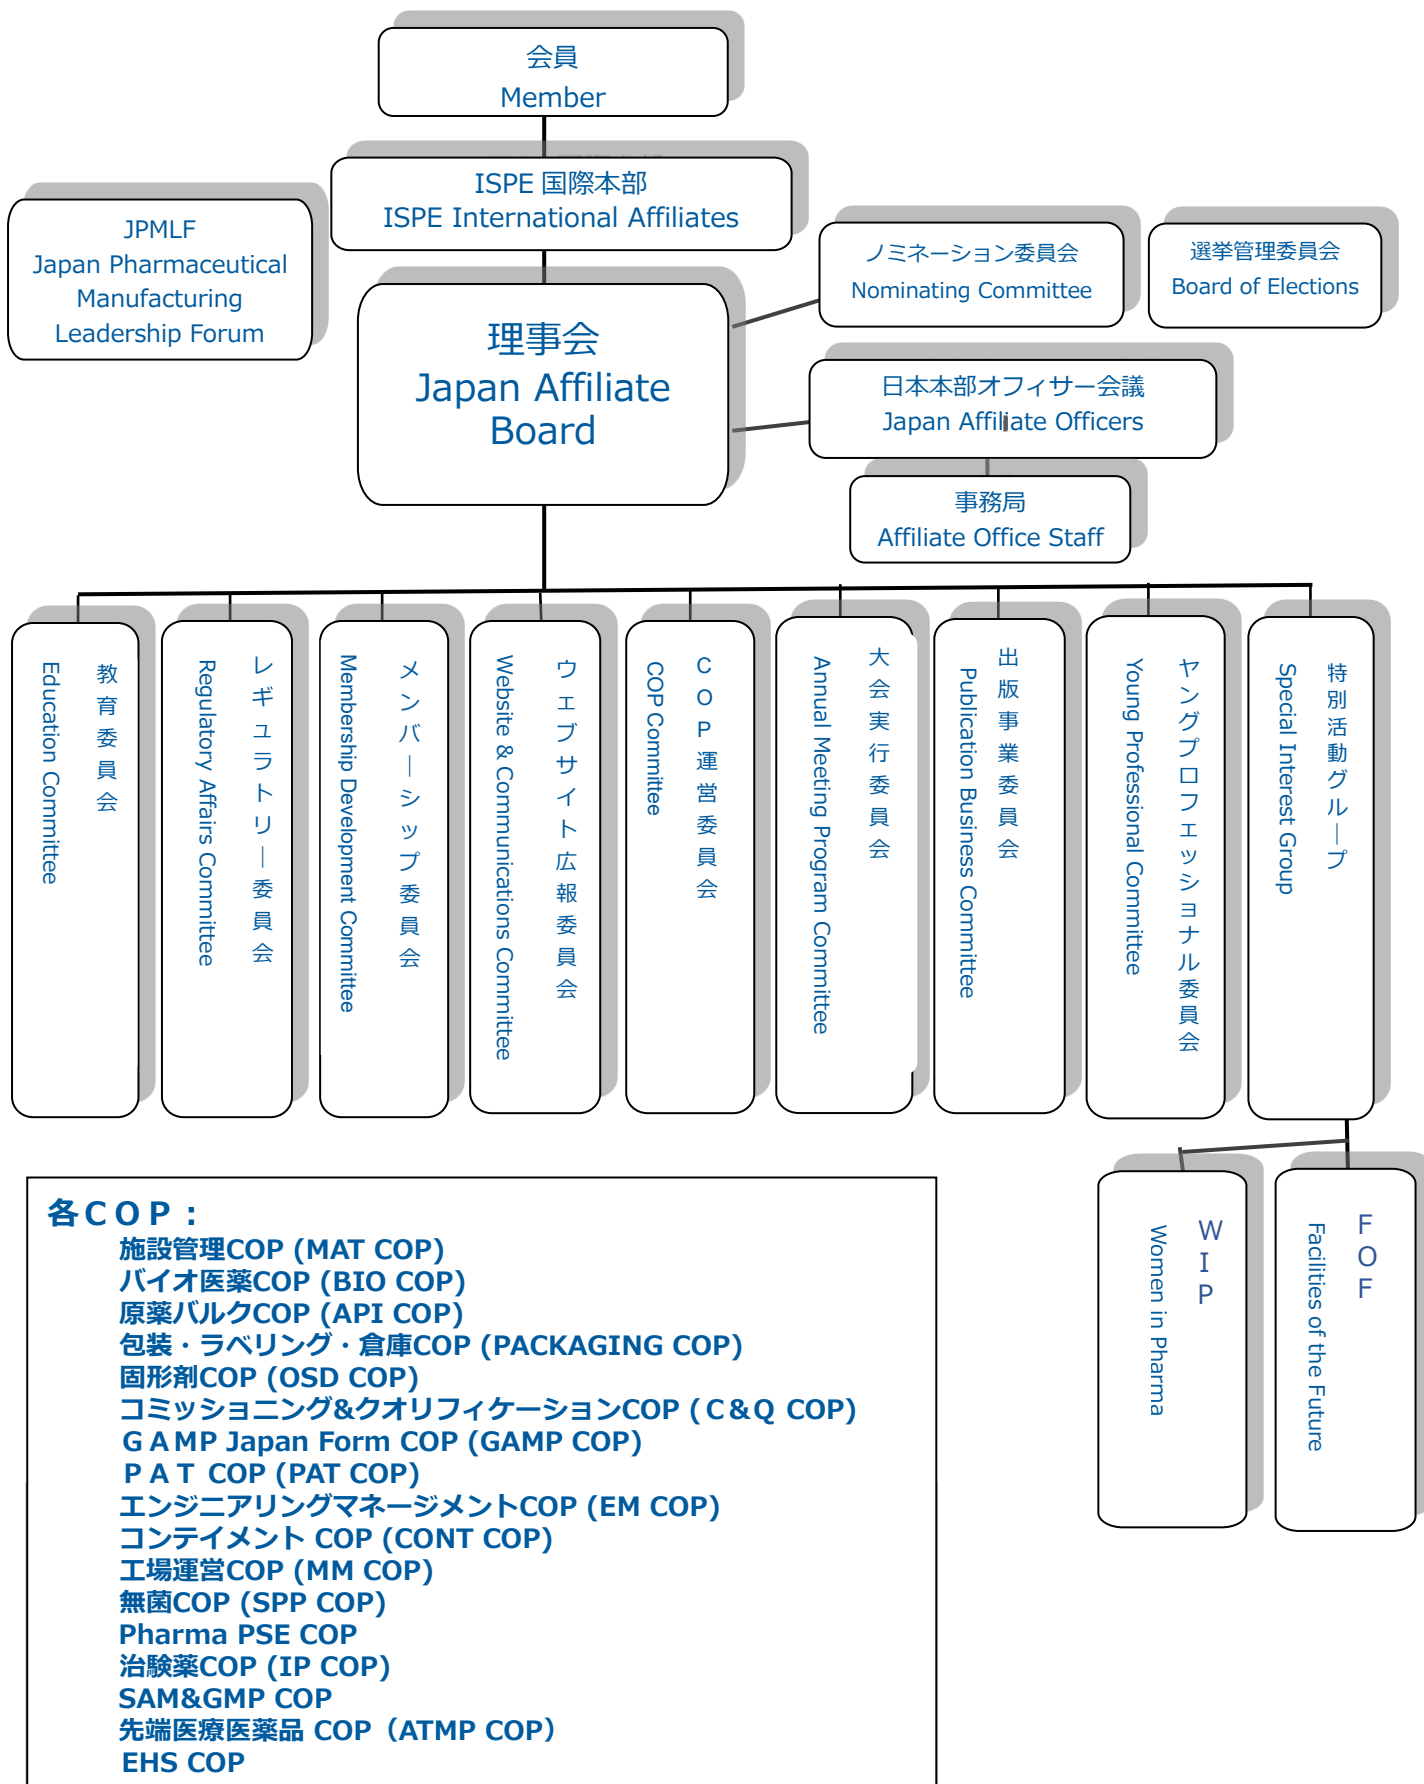 会員
Member
ISPE 国際本部
ISPE International Affiliates
JPMLF
Japan Pharmaceutical
Manufacturing
Leadership Forum
ノミネーション委員会
Nominating Committee
選挙管理委員会
Board of Elections
理事会
Japan Affiliate
Board
日本本部オフィサー会議
Japan Affiliate Officers
事務局
Affiliate Office Staff
教育委員会
Education Committee
レギュラトリー委員会
Regulatory Affairs Committee
メンバーシップ委員会
Membership Development Committee
ウェブサイト広報委員会
Website & Communications Committee
COP運営委員会
COP Committee
大会実行委員会
Annual Meeting Program Committee
出版事業委員会
Publication Business Committee
ヤングプロフェッショナル委員会
Young Professional Committee
特別活動グループ
Special Interest Group
WIP
Women in Pharma
FOF
Facilities of the Future
各COP：
施設管理COP (MAT COP)
バイオ医薬COP (BIO COP)
原薬バルクCOP (API COP)
包装・ラベリング・倉庫COP (PACKAGING COP)
固形剤COP (OSD COP)
コミッショニング&クオリフィケーションCOP (C&Q COP)
GAMP Japan Form COP (GAMP COP)
PAT COP (PAT COP)
エンジニアリングマネージメントCOP (EM COP)
コンテイメント COP (CONT COP)
工場運営COP (MM COP)
無菌COP (SPP COP)
Pharma PSE COP
治験薬COP (IP COP)
SAM&GMP COP
先端医療医薬品 COP（ATMP COP）
EHS COP